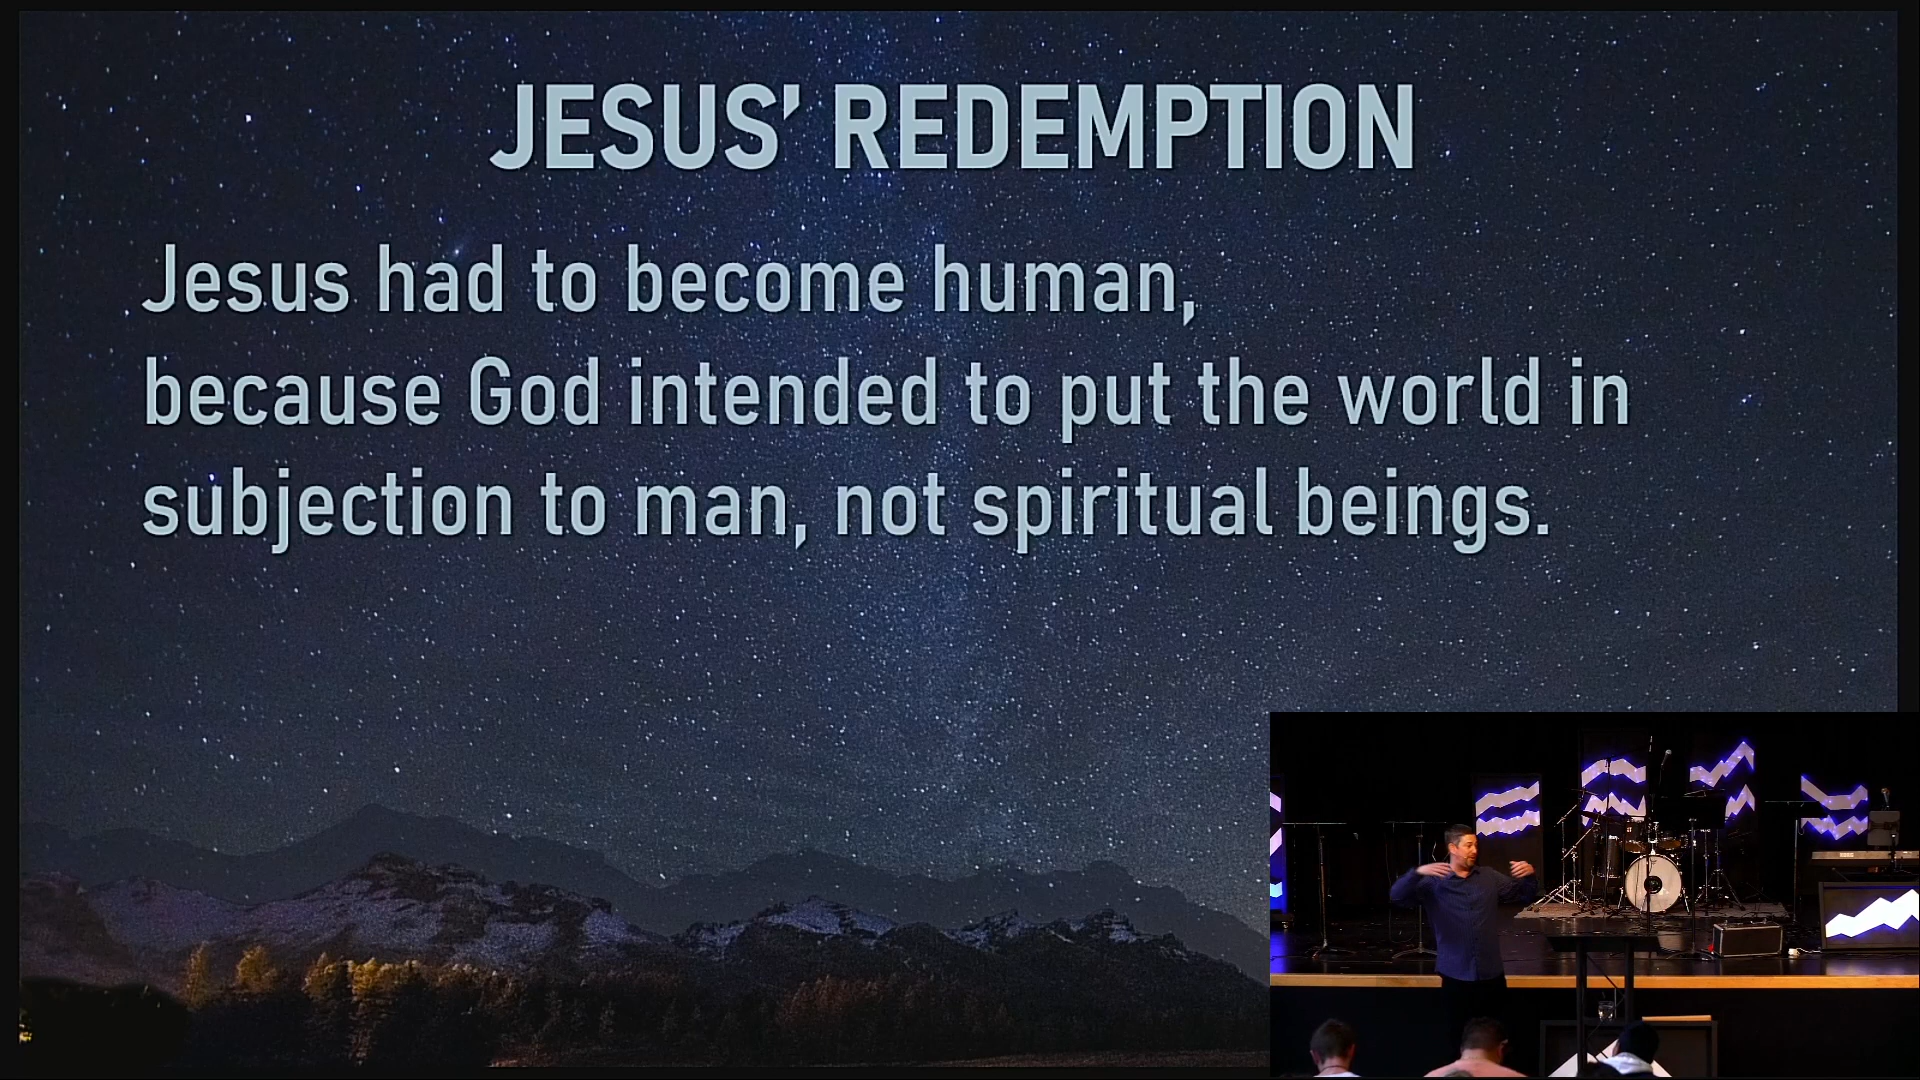 JESUS’ REDEMPTION
Jesus had to become human,
because God intended to put the world in
subjection to man, not spiritual beings.